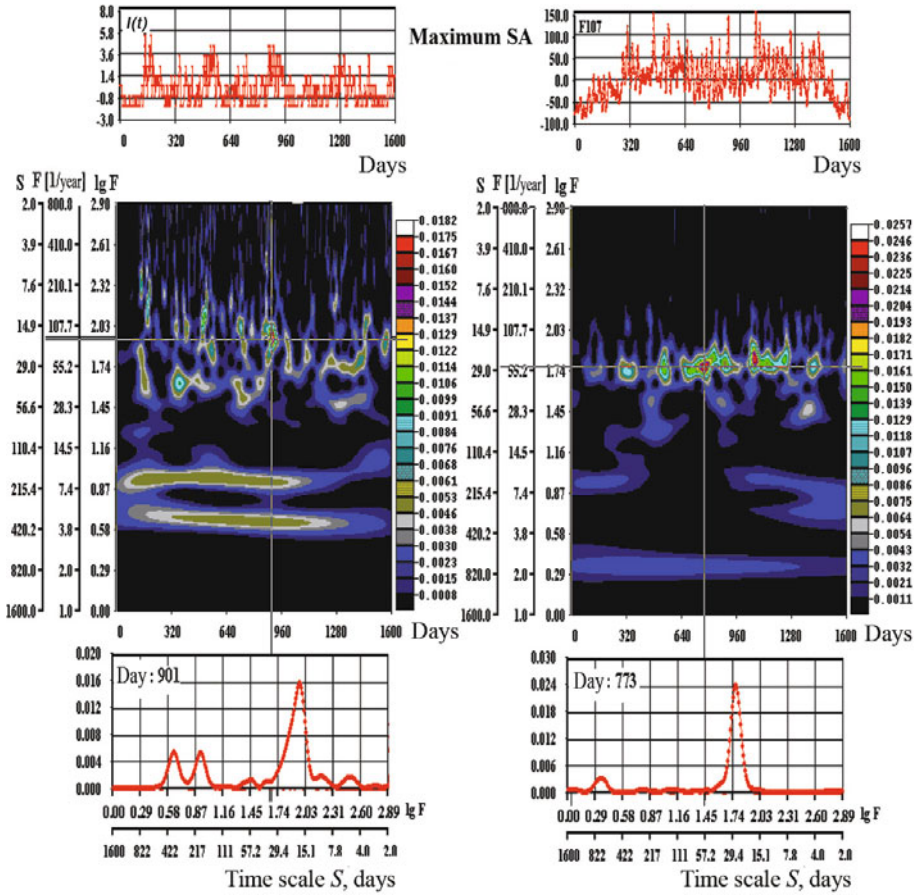 I(t)
8.0
5.8
3.6
1.4
-0.8
-3.0
0 320 640 960 1280 1600
Days
Maximum SA
F107
150.0
100.0
50.0
0.0
-50.0
-100.0
0 320 640 960 1280 1600
Days
S F [1/year] lg F
2.0 800.0 2.90
3.9 410.0 2.61
7.6 210.1 2.32
14.9 107.7 2.03
29.0 55.2 1.74
56.6 28.3 1.45
110.4 14.5 1.16
215.4 7.4 0.87
420.2 3.8 0.58
820.0 2.0 0.29
1600.0 1.0 0.00
0 320 640 960 1280 1600
Days
0.0182
0.0175
0.0167
0.0160
0.0152
0.0144
0.0137
0.0129
0.0122
0.0114
0.0106
0.0099
0.0091
0.0084
0.0076
0.0068
0.0061
0.0053
0.0046
0.0038
0.0030
0.0023
0.0015
0.0008
S F [1/year] lg F
2.0 800.0 2.90
3.9 410.0 2.61
7.6 210.1 2.32
14.9 107.7 2.03
29.0 55.2 1.74
56.6 28.3 1.45
110.4 14.5 1.16
215.4 7.4 0.87
420.2 3.8 0.58
820.0 2.0 0.29
1600.0 1.0 0.00
0 320 640 960 1280 1600
Days
0.0257
0.0246
0.0236
0.0225
0.0214
0.0204
0.0193
0.0182
0.0171
0.0161
0.0150
0.0139
0.0129
0.0118
0.0107
0.0096
0.0086
0.0075
0.0064
0.0054
0.0043
0.0032
0.0021
0.0011
Day: 901
0.020
0.016
0.012
0.008
0.004
0.000
0.00 0.29 0.58 0.87 1.16 1.45 1.74 2.03 2.31 2.60 2.89 lg F
1600 822 422 217 111 57.2 29.4 15.1 7.8 4.0 2.0
Time scale S, days
Day: 773
0.030
0.024
0.018
0.012
0.006
0.000
0.00 0.29 0.58 0.87 1.16 1.45 1.74 2.03 2.31 2.60 2.89 lg F
1600 822 422 217 111 57.2 29.4 15.1 7.8 4.0 2.0
Time scale S, days